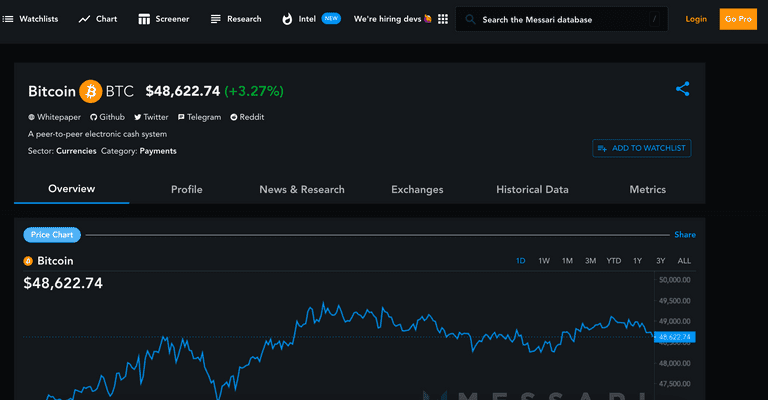 Watchlists Chart Screener Research Intel NEW We're hiring devs Search the Messari database / Login Go Pro
Bitcoin BTC $48,622.74 (+3.27%)
Whitepaper Github Twitter Telegram Reddit
A peer-to-peer electronic cash system
Sector: Currencies Category: Payments
ADD TO WATCHLIST
Overview Profile News & Research Exchanges Historical Data Metrics
Price Chart Share
Bitcoin 1D 1W 1M 3M YTD 1Y 3Y ALL
$48,622.74
50,000.00
49,500.00
49,000.00
48,622.74
48,000.00
47,500.00
MESSARI